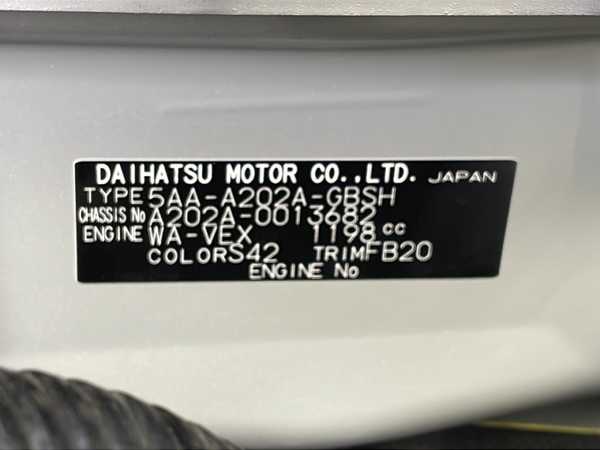 DAIHATSU MOTOR CO.,LTD. JAPAN
TYPE 5AA-A202A-GBSH
CHASSIS No A202A-0013682
ENGINE WA-VEX 1198 cc
COLOR S42 TRIM FB20
ENGINE No